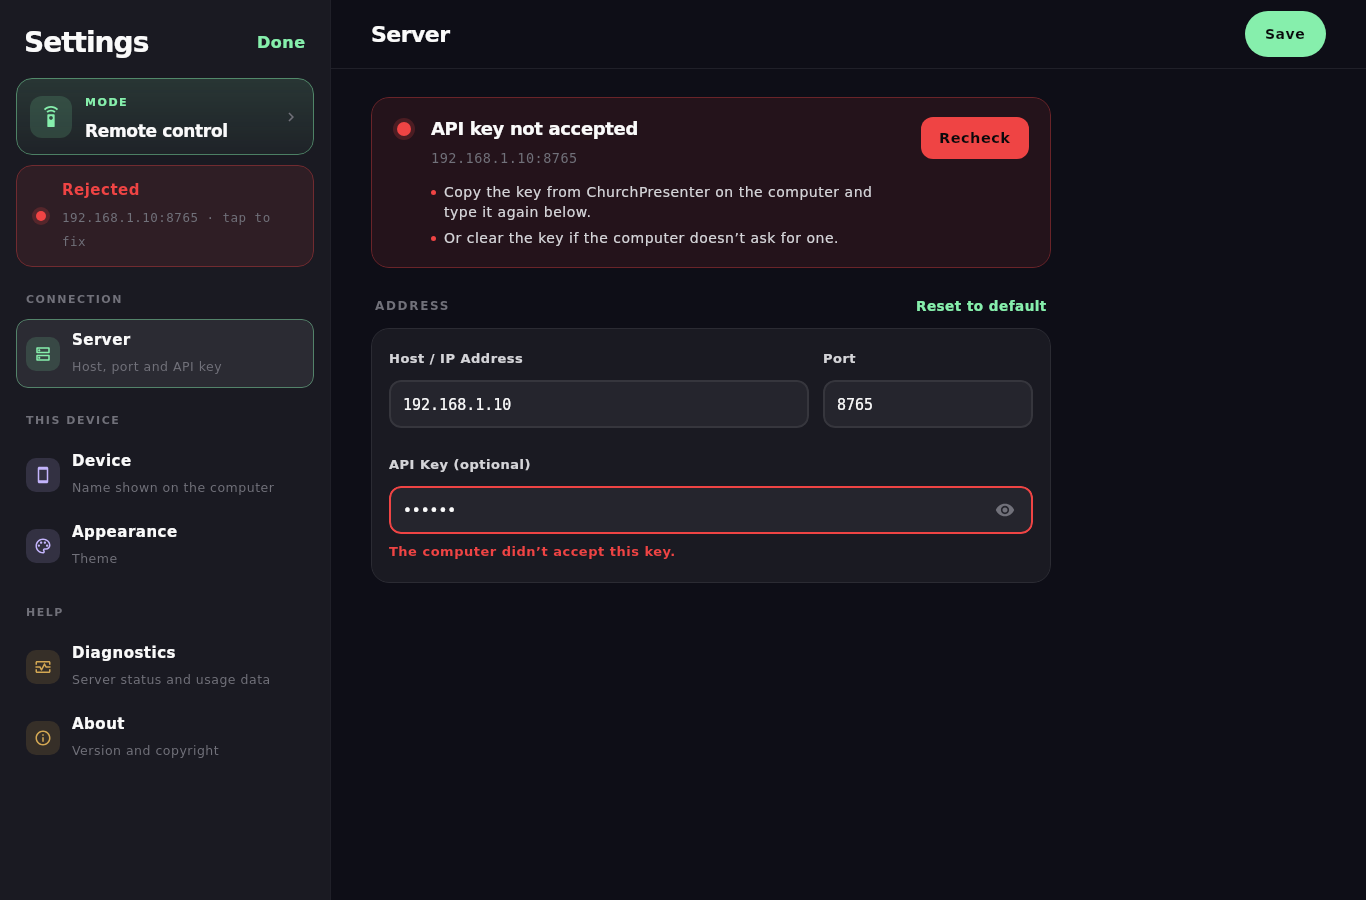 Settings
Done
MODE
Remote control
Rejected
192.168.1.10:8765 · tap to
fix
CONNECTION
Server
Host, port and API key
THIS DEVICE
Device
Name shown on the computer
Appearance
Theme
HELP
Diagnostics
Server status and usage data
About
Version and copyright
Server
Save
API key not accepted
192.168.1.10:8765
Recheck
• Copy the key from ChurchPresenter on the computer and
type it again below.
• Or clear the key if the computer doesn’t ask for one.
ADDRESS
Reset to default
Host / IP Address
Port
192.168.1.10
8765
API Key (optional)
••••••
The computer didn’t accept this key.